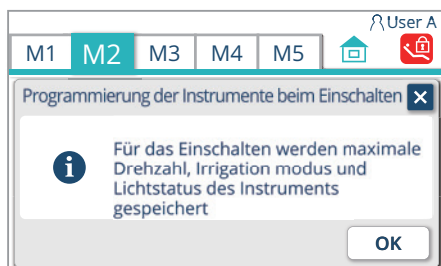 User A
M1 M2 M3 M4 M5
Programmierung der Instrumente beim Einschalten
Für das Einschalten werden maximale
Drehzahl, Irrigation modus und
Lichtstatus des Instruments
gespeichert
OK